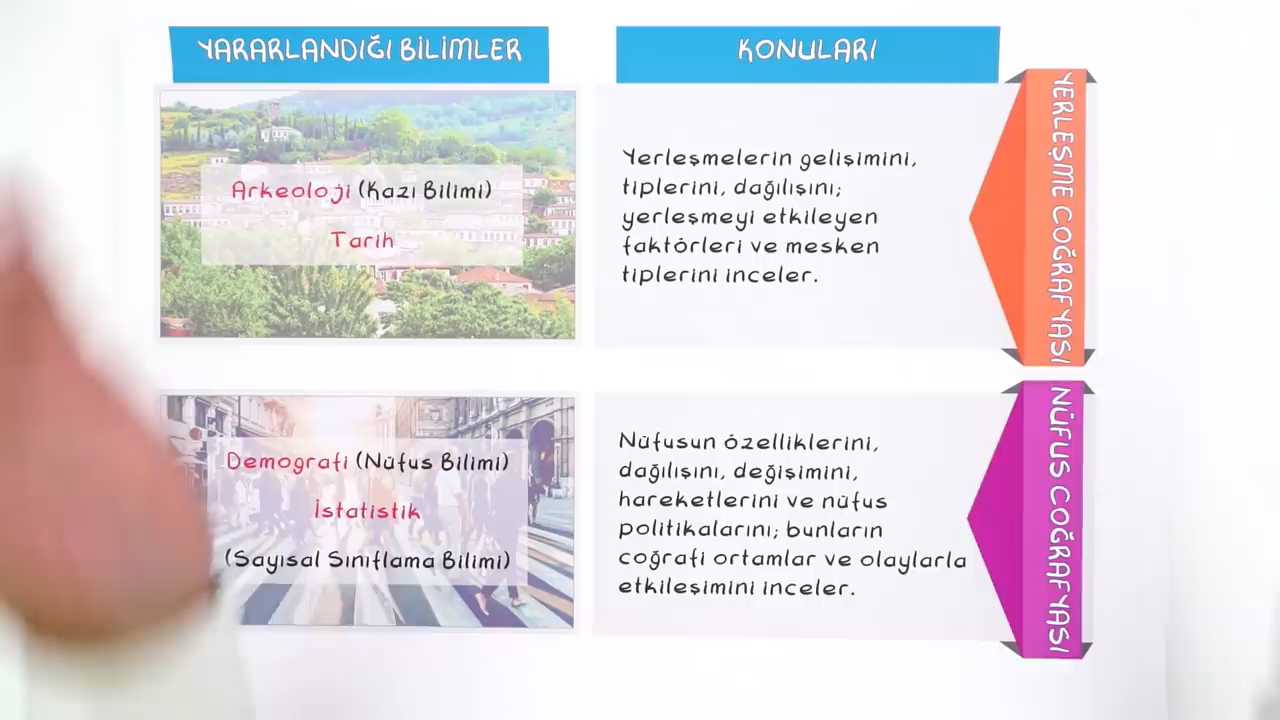 YARARLANDIĞI BİLİMLER
KONULARI
Arkeoloji (Kazı Bilimi)
Tarih
Yerleşmelerin gelişimini,
tiplerini, dağılışını;
yerleşmeyi etkileyen
faktörleri ve mesken
tiplerini inceler.
YERLEŞME COĞRAFYASI
Demografi (Nüfus Bilimi)
İstatistik
(Sayısal Sınıflama Bilimi)
Nüfusun özelliklerini,
dağılışını, değişimini,
hareketlerini ve nüfus
politikalarını; bunların
coğrafi ortamlar ve olaylarla
etkileşimini inceler.
NÜFUS COĞRAFYASI